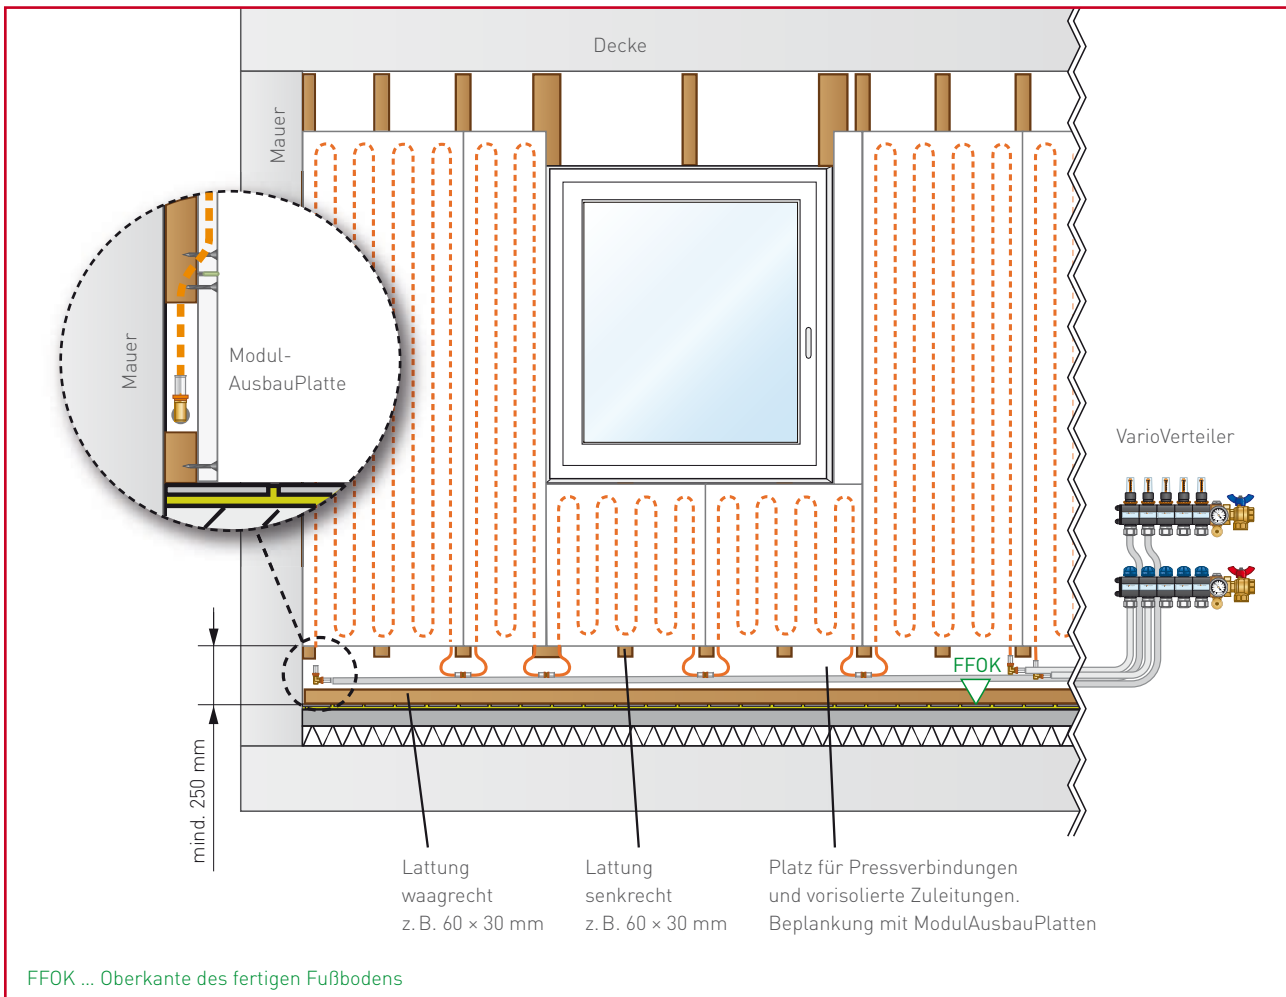 Decke
Mauer
Mauer
Modul-
AusbauPlatte
VarioVerteiler
FFOK
mind. 250 mm
Lattung
waagrecht
z. B. 60 × 30 mm
Lattung
senkrecht
z. B. 60 × 30 mm
Platz für Pressverbindungen
und vorisolierte Zuleitungen.
Beplankung mit ModulAusbauPlatten
FFOK ... Oberkante des fertigen Fußbodens